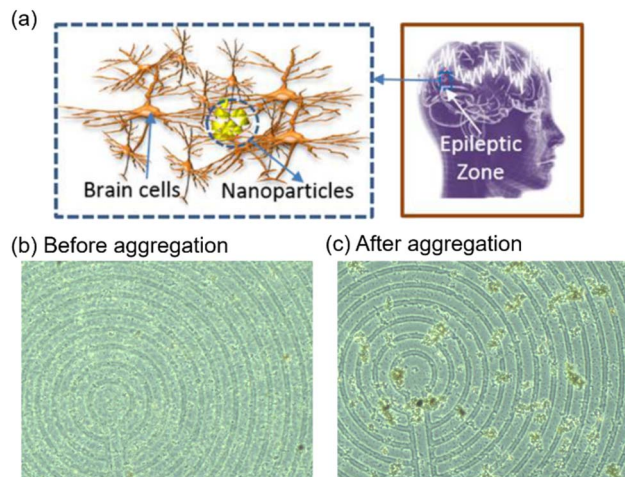 (a)
Brain cells
Nanoparticles
Epileptic
Zone
(b) Before aggregation
(c) After aggregation